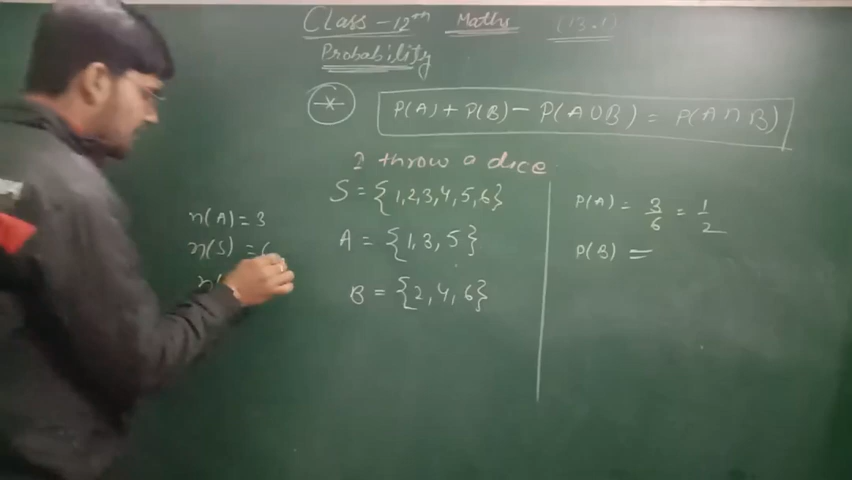 Class - 12th Maths (13.1)
Probability
* P(A) + P(B) - P(A∪B) = P(A∩B)
I throw a dice
S = {1,2,3,4,5,6}
A = {1,3,5}
B = {2,4,6}
n(A) = 3
n(S) =
P(A) = 3/6 = 1/2
P(B) =